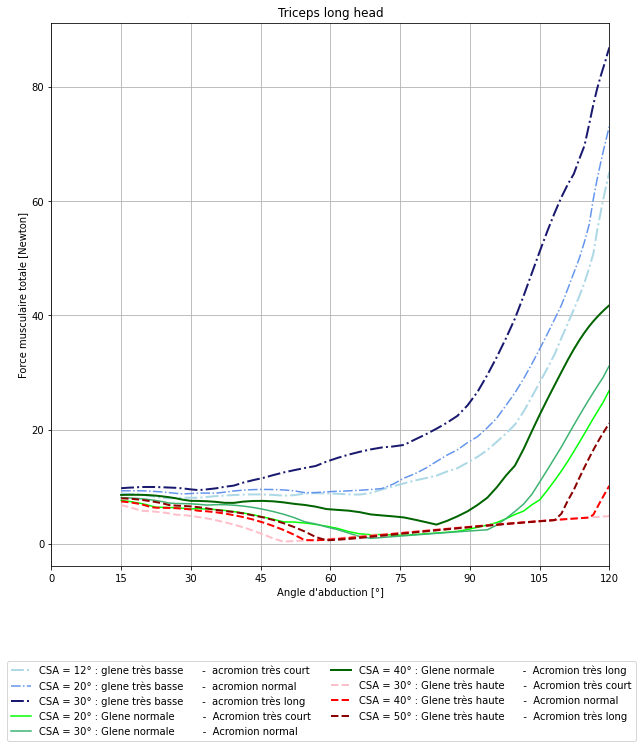 Triceps long head
Force musculaire totale [Newton]
80
60
40
20
0
0 15 30 45 60 75 90 105 120
Angle d'abduction [°]
CSA = 12° : glene très basse - acromion très court
CSA = 20° : glene très basse - acromion normal
CSA = 30° : glene très basse - acromion très long
CSA = 20° : Glene normale - Acromion très court
CSA = 30° : Glene normale - Acromion normal
CSA = 40° : Glene normale - Acromion très long
CSA = 30° : Glene très haute - Acromion très court
CSA = 40° : Glene très haute - Acromion normal
CSA = 50° : Glene très haute - Acromion très long